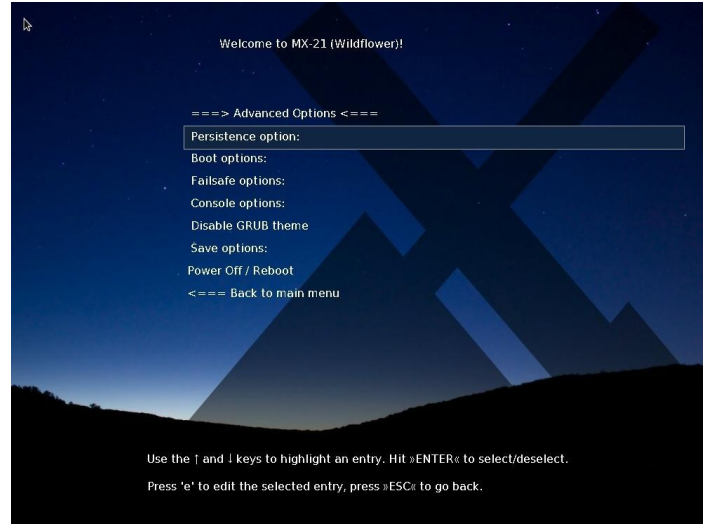 Welcome to MX-21 (Wildflower)!
===> Advanced Options <===
Persistence option:
Boot options:
Failsafe options:
Console options:
Disable GRUB theme
Save options:
Power Off / Reboot
<=== Back to main menu
Use the ↑ and ↓ keys to highlight an entry. Hit »ENTER« to select/deselect.
Press 'e' to edit the selected entry, press »ESC« to go back.